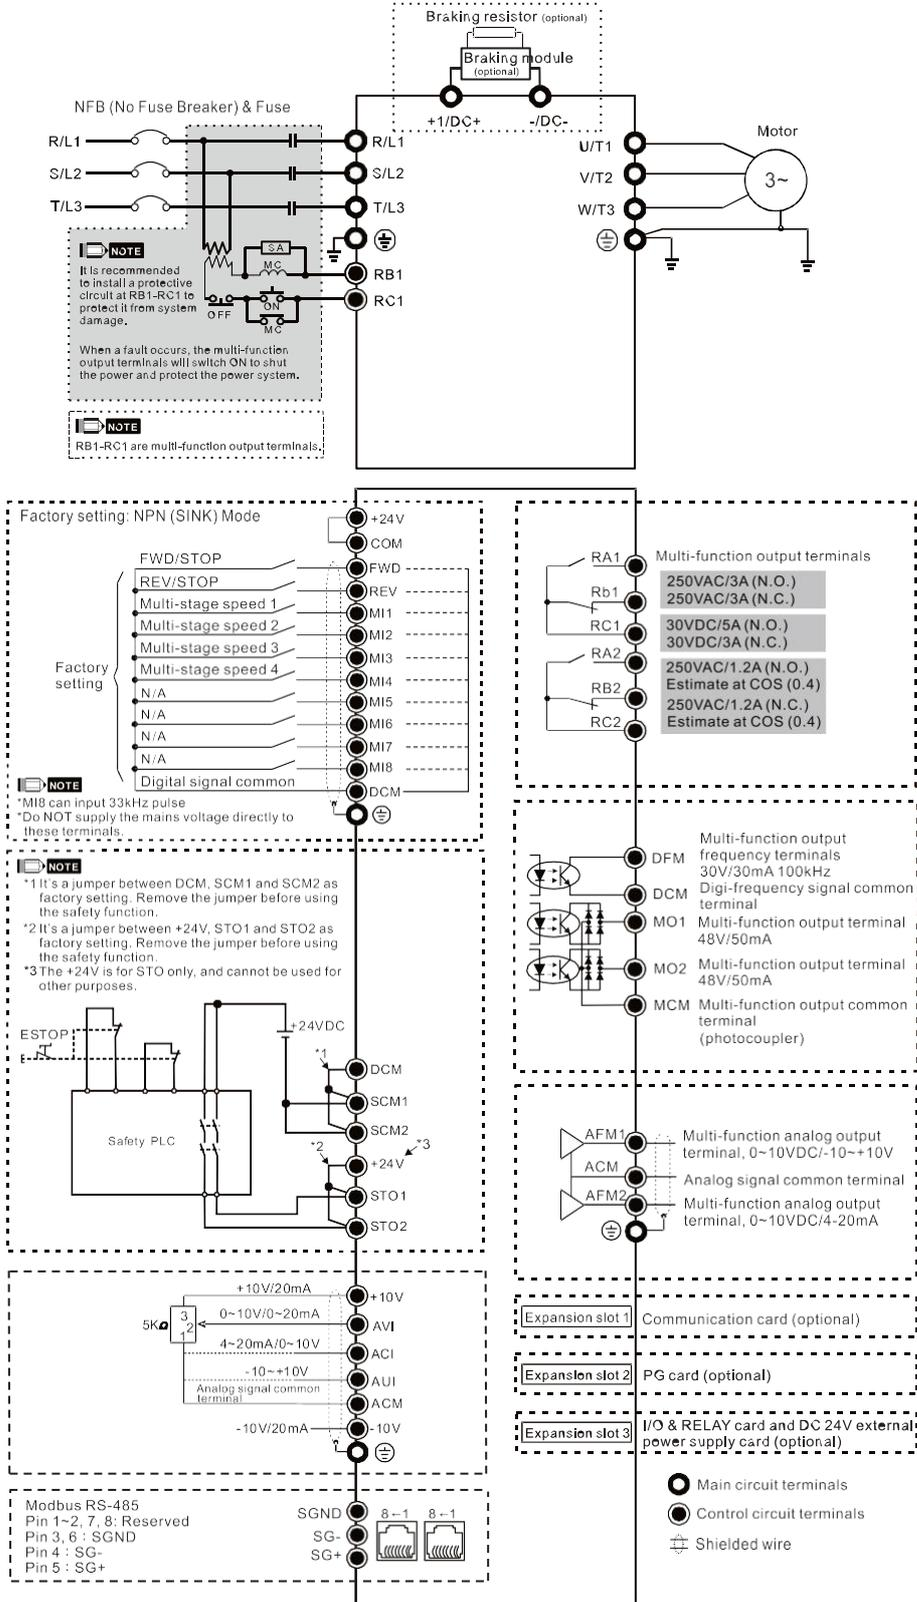 Braking resistor (optional)
Braking module
(optional)
+1/DC+
-/DC-
NFB (No Fuse Breaker) & Fuse
R/L1
S/L2
T/L3
R/L1
S/L2
T/L3
RB1
RC1
SA
MC
ON
OFF
MC
U/T1
V/T2
W/T3
Motor
3~
NOTE
It is recommended
to install a protective
circuit at RB1-RC1 to
protect it from system
damage.
When a fault occurs, the multi-function
output terminals will switch ON to shut
the power and protect the power system.
NOTE
RB1-RC1 are multi-function output terminals.
Factory setting: NPN (SINK) Mode
+24V
COM
FWD/STOP
FWD
REV/STOP
REV
Multi-stage speed 1
MI1
Multi-stage speed 2
MI2
Multi-stage speed 3
MI3
Multi-stage speed 4
MI4
Factory
setting
N/A
MI5
N/A
MI6
N/A
MI7
N/A
MI8
Digital signal common
DCM
NOTE
*MI8 can input 33kHz pulse
*Do NOT supply the mains voltage directly to
these terminals.
RA1
Rb1
RC1
RA2
RB2
RC2
Multi-function output terminals
250VAC/3A (N.O.)
250VAC/3A (N.C.)
30VDC/5A (N.O.)
30VDC/3A (N.C.)
250VAC/1.2A (N.O.)
Estimate at COS (0.4)
250VAC/1.2A (N.C.)
Estimate at COS (0.4)
NOTE
*1 It's a jumper between DCM, SCM1 and SCM2 as
factory setting. Remove the jumper before using
the safety function.
*2 It's a jumper between +24V, STO1 and STO2 as
factory setting. Remove the jumper before using
the safety function.
*3 The +24V is for STO only, and cannot be used for
other purposes.
ESTOP
+24VDC
Safety PLC
*1
DCM
SCM1
SCM2
*2
+24V
*3
STO1
STO2
DFM
Multi-function output
frequency terminals
30V/30mA 100kHz
DCM
Digi-frequency signal common
terminal
MO1
Multi-function output terminal
48V/50mA
MO2
Multi-function output terminal
48V/50mA
MCM
Multi-function output common
terminal
(photocoupler)
AFM1
Multi-function analog output
terminal, 0~10VDC/-10~+10V
ACM
Analog signal common terminal
AFM2
Multi-function analog output
terminal, 0~10VDC/4-20mA
+10V/20mA
+10V
5KΩ
3
2
1
0~10V/0~20mA
AVI
4~20mA/0~10V
ACI
-10~+10V
AUI
Analog signal common
terminal
ACM
-10V/20mA
-10V
Expansion slot 1
Communication card (optional)
Expansion slot 2
PG card (optional)
Expansion slot 3
I/O & RELAY card and DC 24V external
power supply card (optional)
Modbus RS-485
Pin 1~2, 7, 8: Reserved
Pin 3, 6 : SGND
Pin 4 : SG-
Pin 5 : SG+
SGND
SG-
SG+
8←1
8←1
Main circuit terminals
Control circuit terminals
Shielded wire